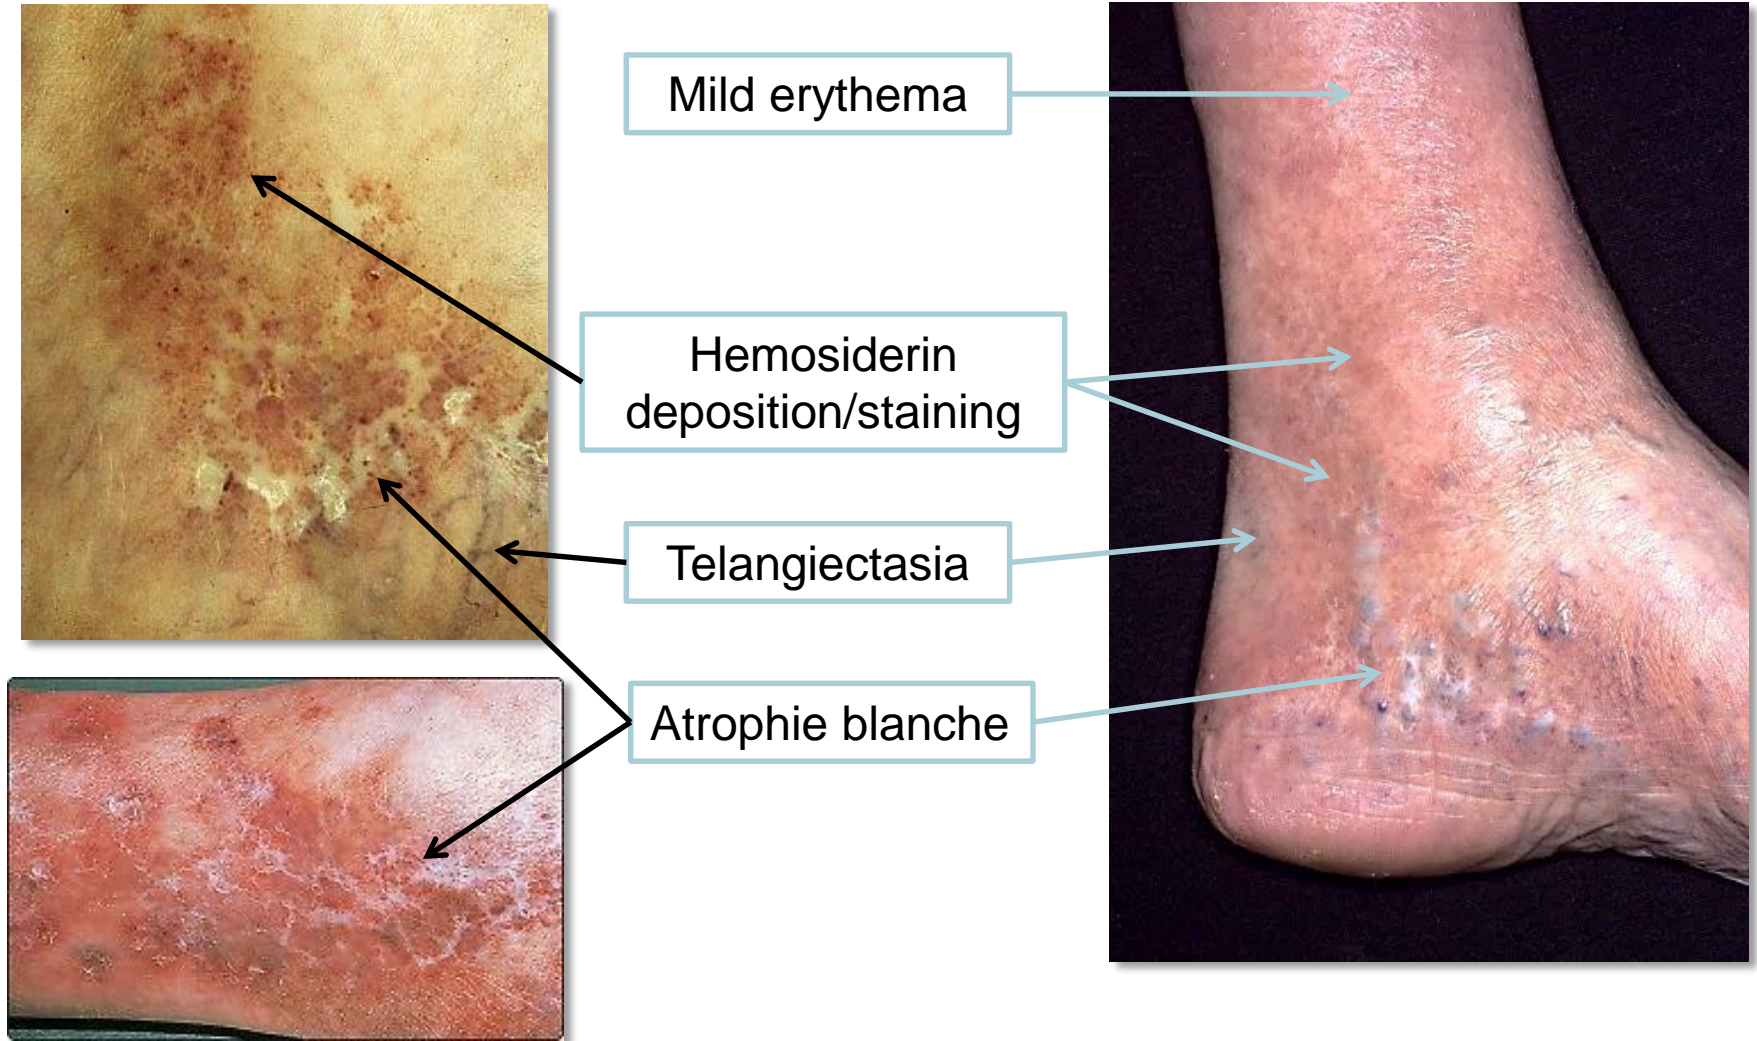 Mild erythema
Hemosiderin
deposition/staining
Telangiectasia
Atrophie blanche